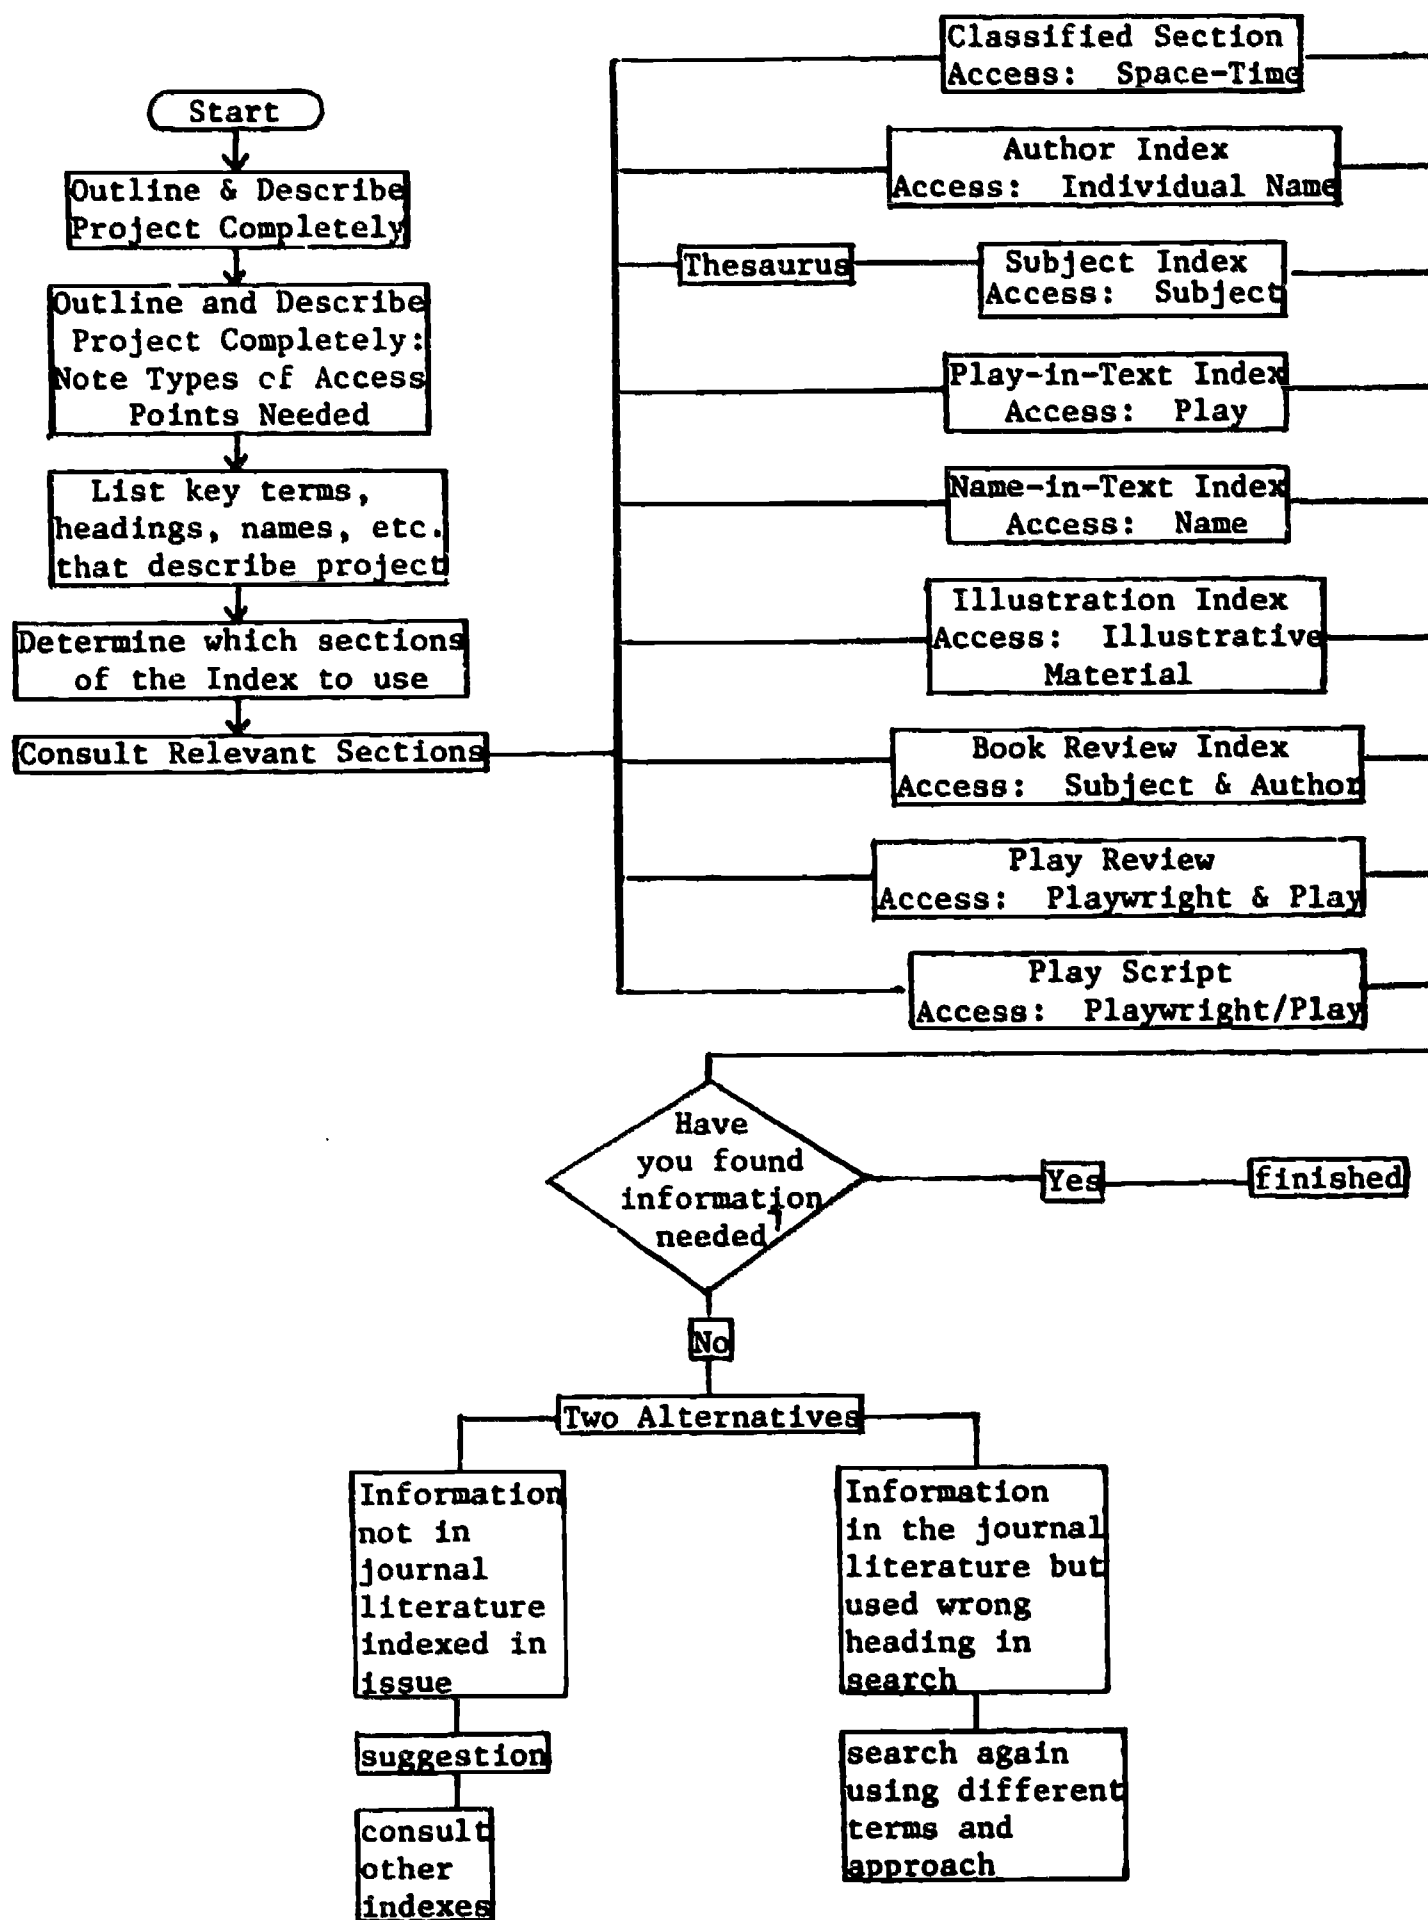 Start
Outline & Describe
Project Completely
Outline and Describe
Project Completely:
Note Types of Access
Points Needed
List key terms,
headings, names, etc.
that describe project
Determine which sections
of the Index to use
Consult Relevant Sections
Classified Section
Access: Space-Time
Author Index
Access: Individual Name
Thesaurus
Subject Index
Access: Subject
Play-in-Text Index
Access: Play
Name-in-Text Index
Access: Name
Illustration Index
Access: Illustrative
Material
Book Review Index
Access: Subject & Author
Play Review
Access: Playwright & Play
Play Script
Access: Playwright/Play
Have
you found
information
needed
Yes
finished
No
Two Alternatives
Information
not in
journal
literature
indexed in
issue
suggestion
consult
other
indexes
Information
in the journal
literature but
used wrong
heading in
search
search again
using different
terms and
approach